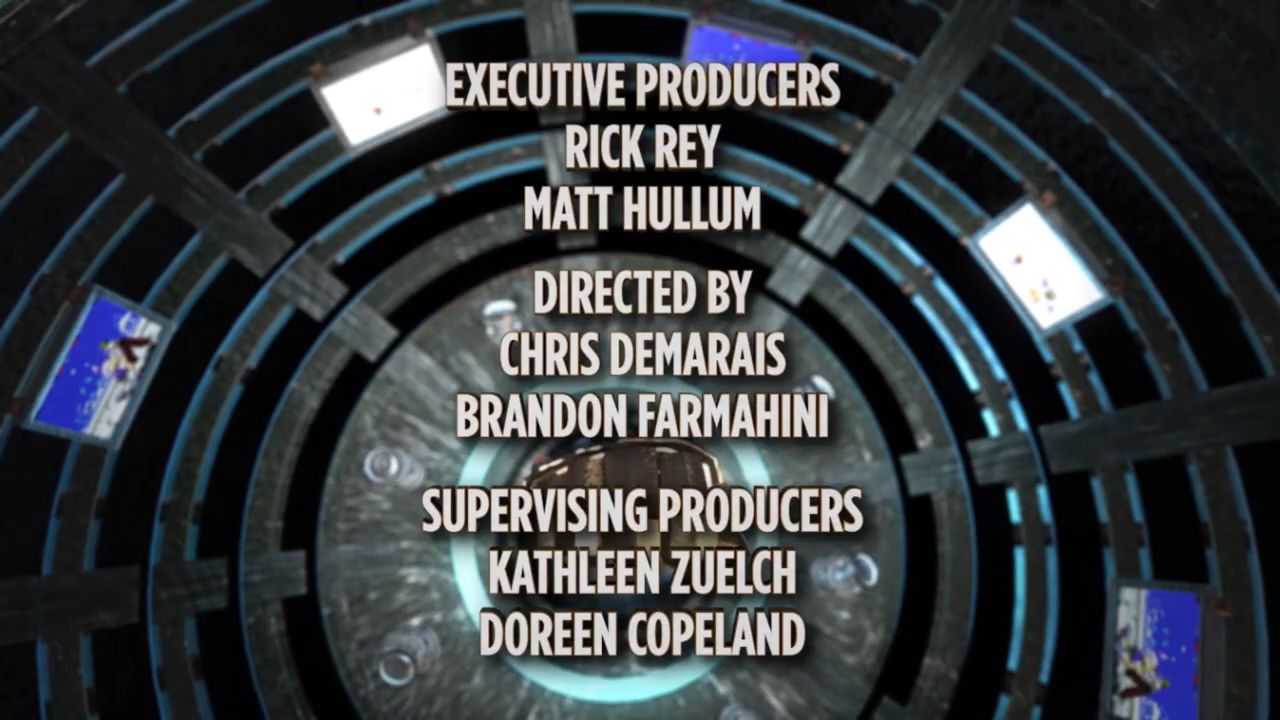 EXECUTIVE PRODUCERS
RICK REY
MATT HULLUM
DIRECTED BY
CHRIS DEMARAIS
BRANDON FARMAHINI
SUPERVISING PRODUCERS
KATHLEEN ZUELCH
DOREEN COPELAND